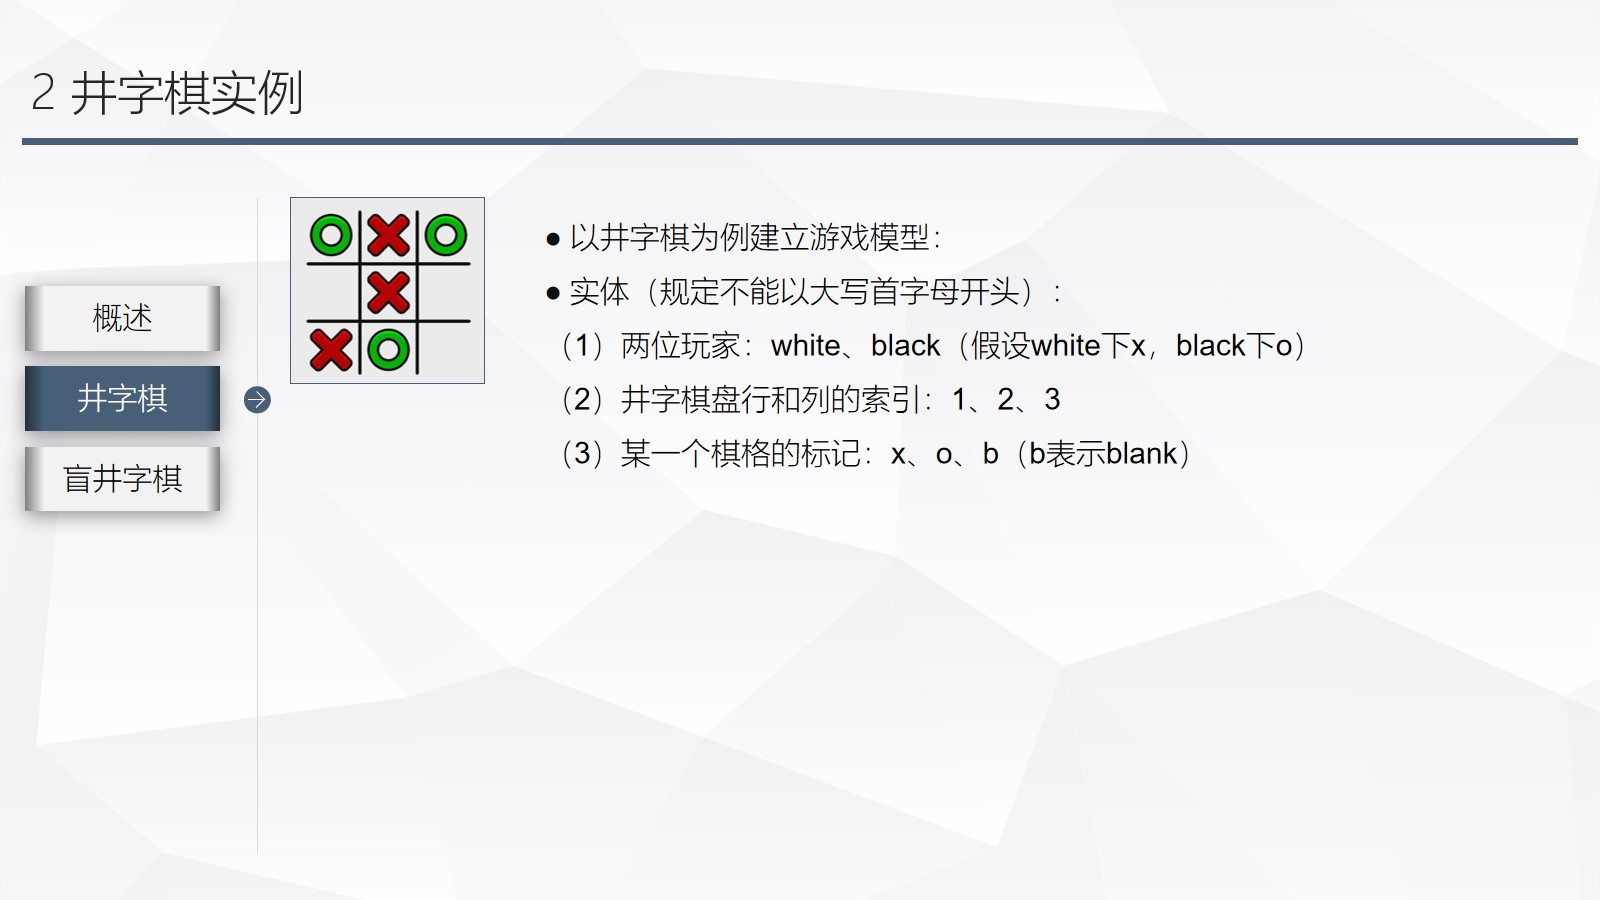 2 井字棋实例
概述
井字棋
盲井字棋
● 以井字棋为例建立游戏模型：
● 实体（规定不能以大写首字母开头）：
（1）两位玩家：white、black（假设white下x，black下o）
（2）井字棋盘行和列的索引：1、2、3
（3）某一个棋格的标记：x、o、b（b表示blank）